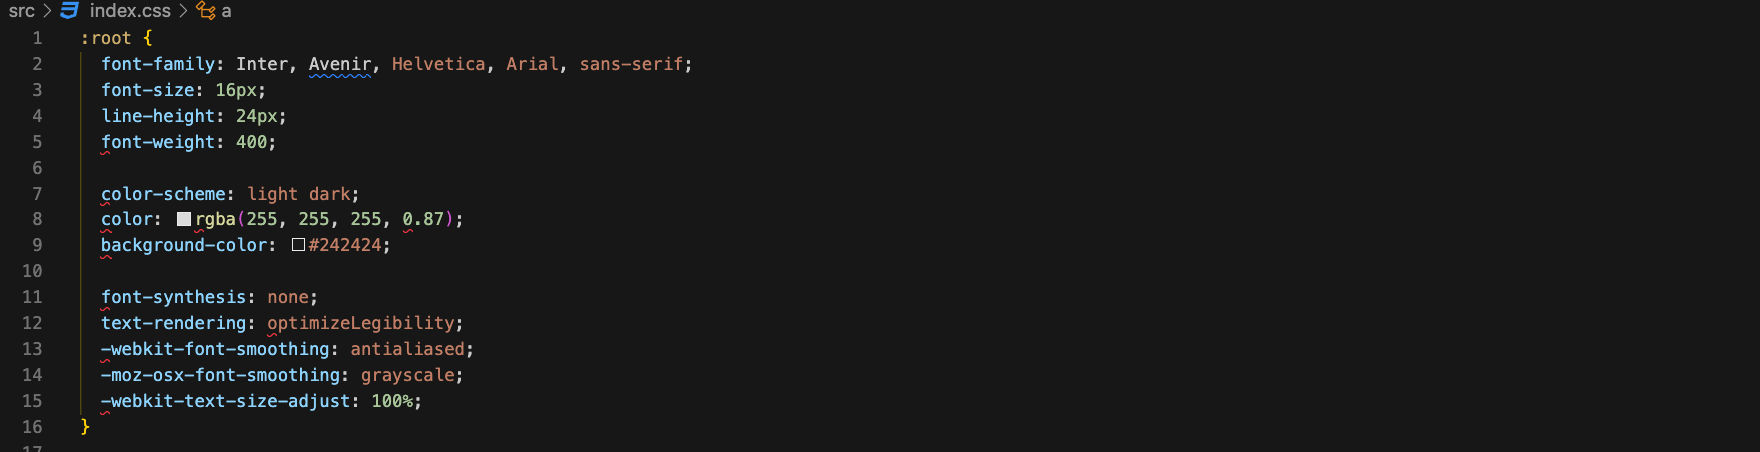 src > index.css > a
1 :root {
2 font-family: Inter, Avenir, Helvetica, Arial, sans-serif;
3 font-size: 16px;
4 line-height: 24px;
5 font-weight: 400;
6
7 color-scheme: light dark;
8 color: rgba(255, 255, 255, 0.87);
9 background-color: #242424;
10
11 font-synthesis: none;
12 text-rendering: optimizeLegibility;
13 -webkit-font-smoothing: antialiased;
14 -moz-osx-font-smoothing: grayscale;
15 -webkit-text-size-adjust: 100%;
16 }
17